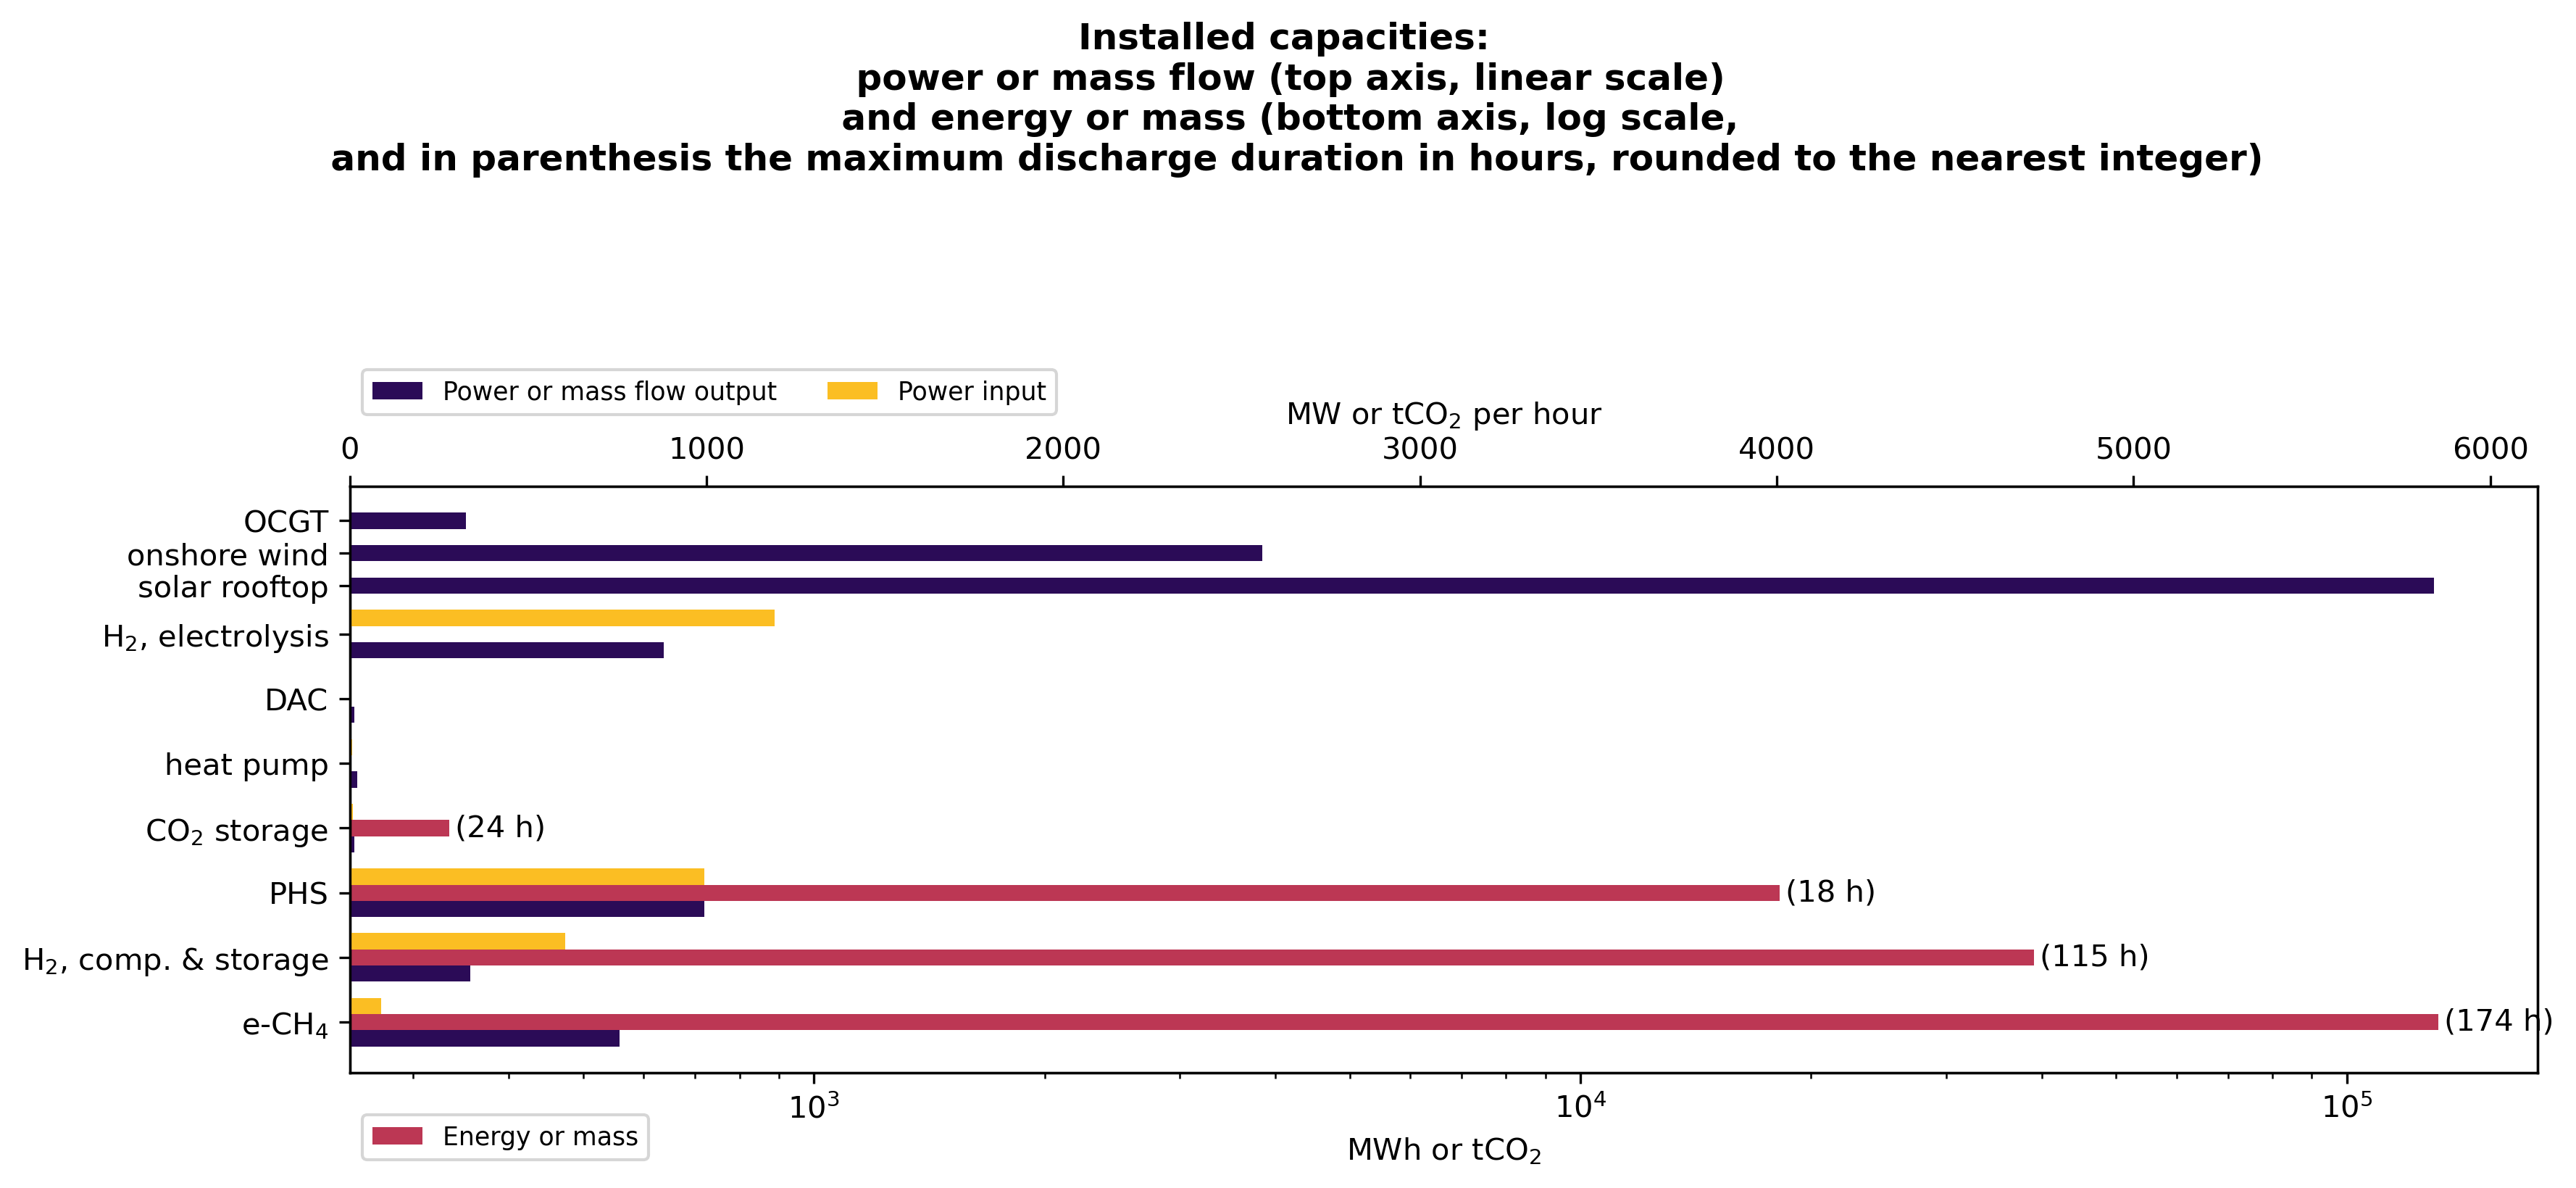 Installed capacities:
power or mass flow (top axis, linear scale)
and energy or mass (bottom axis, log scale,
and in parenthesis the maximum discharge duration in hours, rounded to the nearest integer)
Power or mass flow output Power input
MW or tCO₂ per hour
0 1000 2000 3000 4000 5000 6000
OCGT
onshore wind
solar rooftop
H₂, electrolysis
DAC
heat pump
CO₂ storage (24 h)
PHS (18 h)
H₂, comp. & storage (115 h)
e-CH₄ (174 h)
10³ 10⁴ 10⁵
Energy or mass
MWh or tCO₂